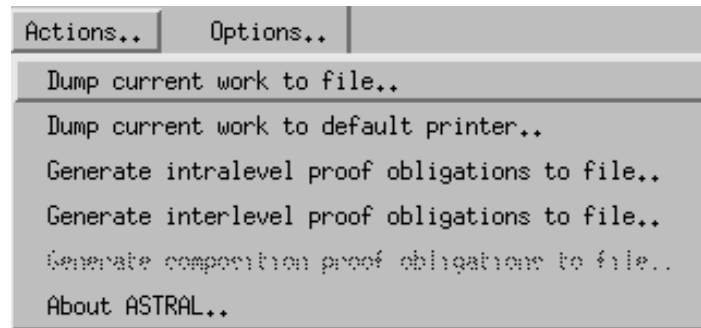 Actions.. Options..
Dump current work to file..
Dump current work to default printer..
Generate intralevel proof obligations to file..
Generate interlevel proof obligations to file..
Generate composition proof obligations to file..
About ASTRAL..